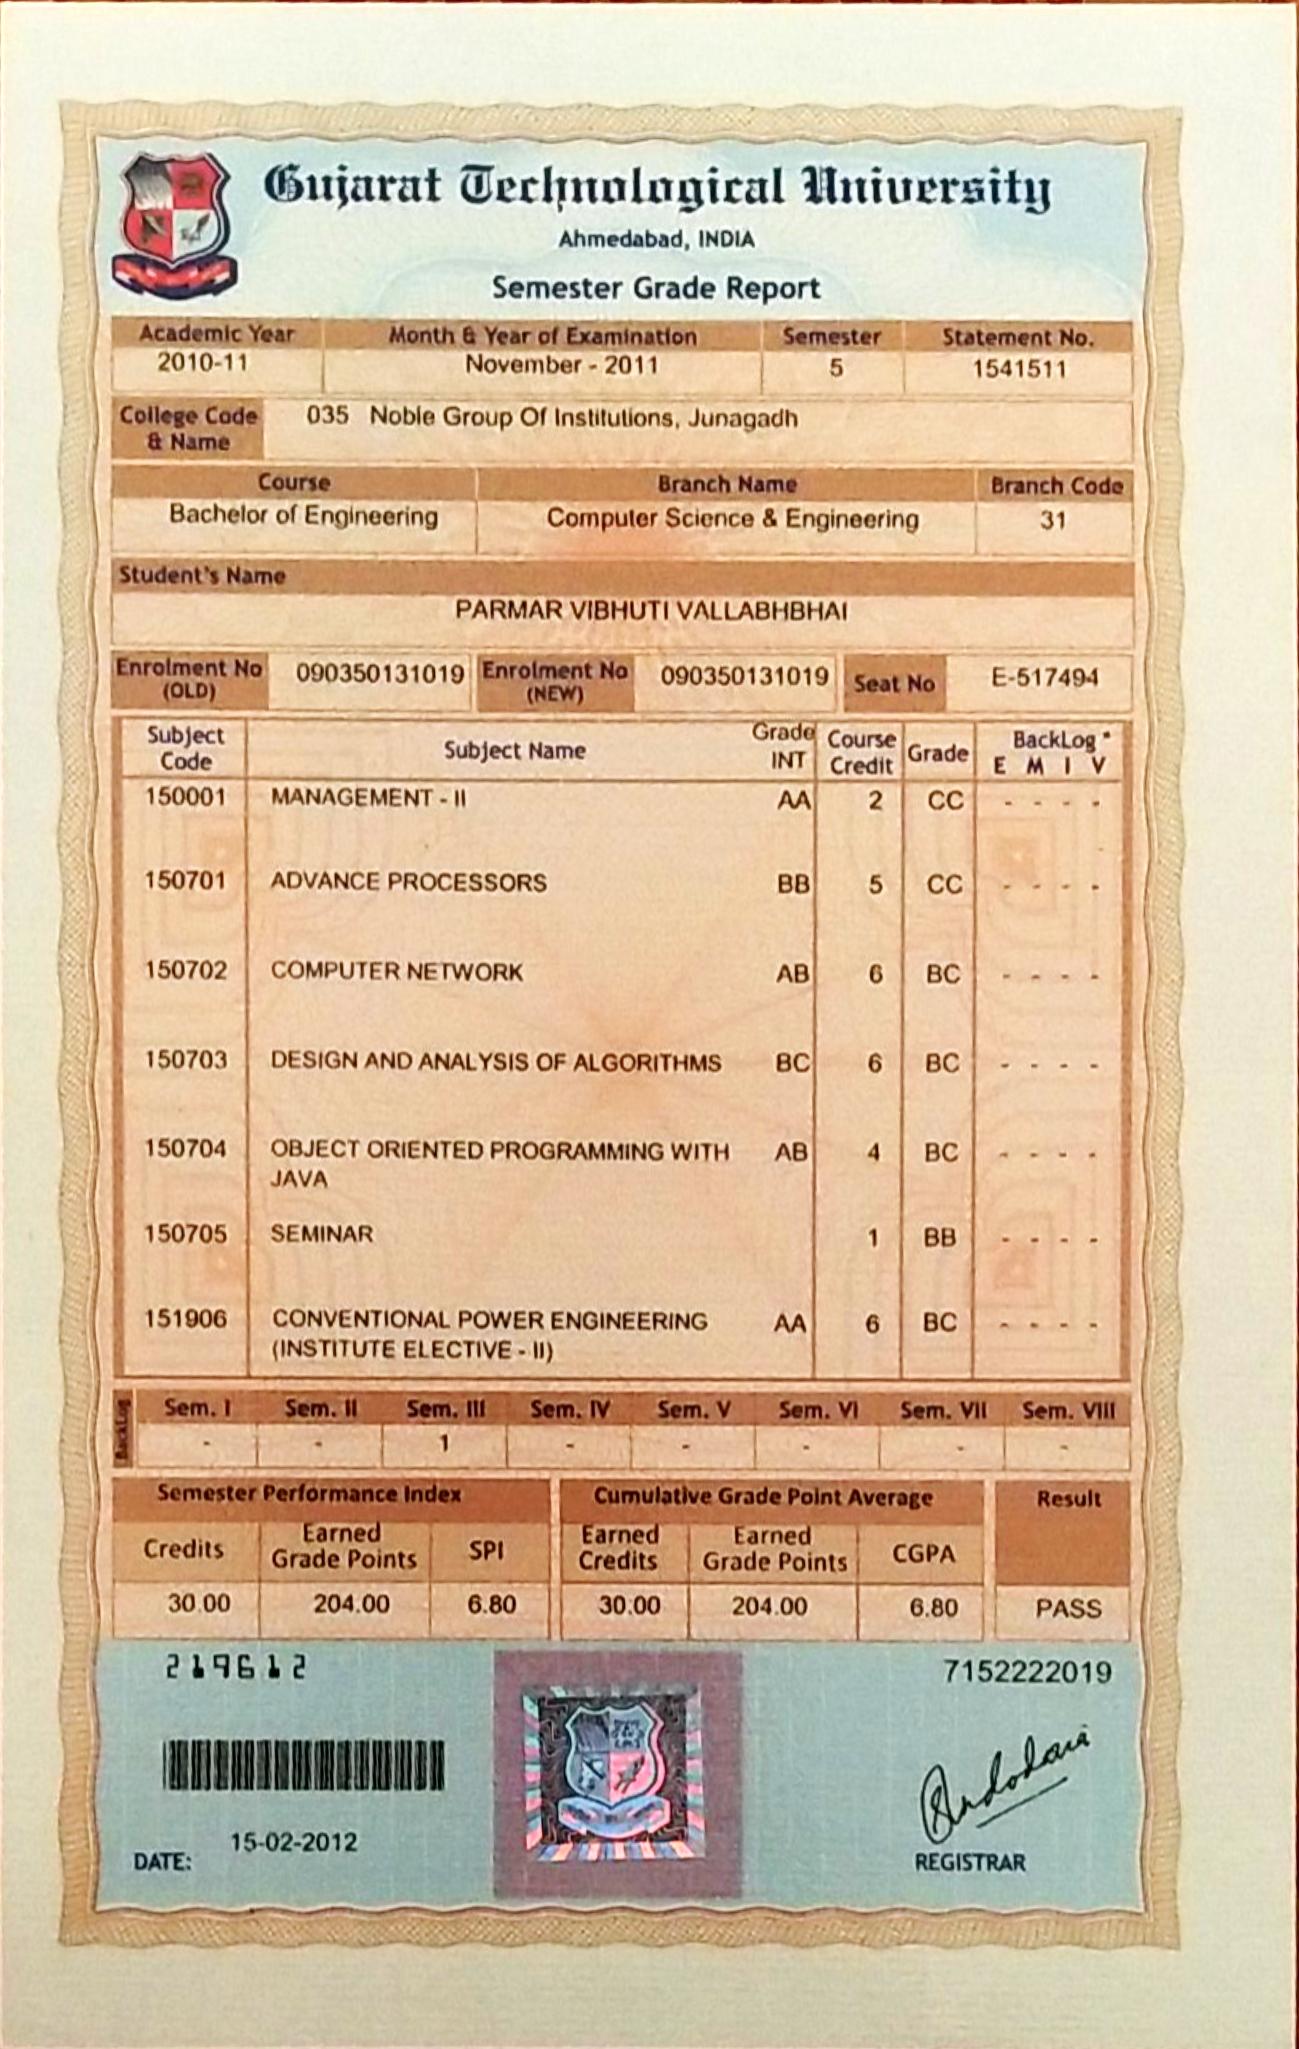 Gujarat Technological University
Ahmedabad, INDIA
Semester Grade Report
Academic Year Month & Year of Examination Semester Statement No.
2010-11 November - 2011 5 1541511
College Code & Name 035 Noble Group Of Institutions, Junagadh
Course Branch Name Branch Code
Bachelor of Engineering Computer Science & Engineering 31
Student's Name
PARMAR VIBHUTI VALLABHBHAI
Enrolment No (OLD) 090350131019 Enrolment No (NEW) 090350131019 Seat No E-517494
Subject Code Subject Name Grade INT Course Credit Grade BackLog * E M I V
150001 MANAGEMENT - II AA 2 CC - - - -
150701 ADVANCE PROCESSORS BB 5 CC - - - -
150702 COMPUTER NETWORK AB 6 BC - - - -
150703 DESIGN AND ANALYSIS OF ALGORITHMS BC 6 BC - - - -
150704 OBJECT ORIENTED PROGRAMMING WITH AB 4 BC - - - -
JAVA
150705 SEMINAR 1 BB - - - -
151906 CONVENTIONAL POWER ENGINEERING AA 6 BC - - - -
(INSTITUTE ELECTIVE - II)
BackLog Sem. I Sem. II Sem. III Sem. IV Sem. V Sem. VI Sem. VII Sem. VIII
- - 1 - - - - -
Semester Performance Index Cumulative Grade Point Average Result
Credits Earned Grade Points SPI Earned Credits Earned Grade Points CGPA
30.00 204.00 6.80 30.00 204.00 6.80 PASS
219612 7152222019
15-02-2012
DATE: REGISTRAR